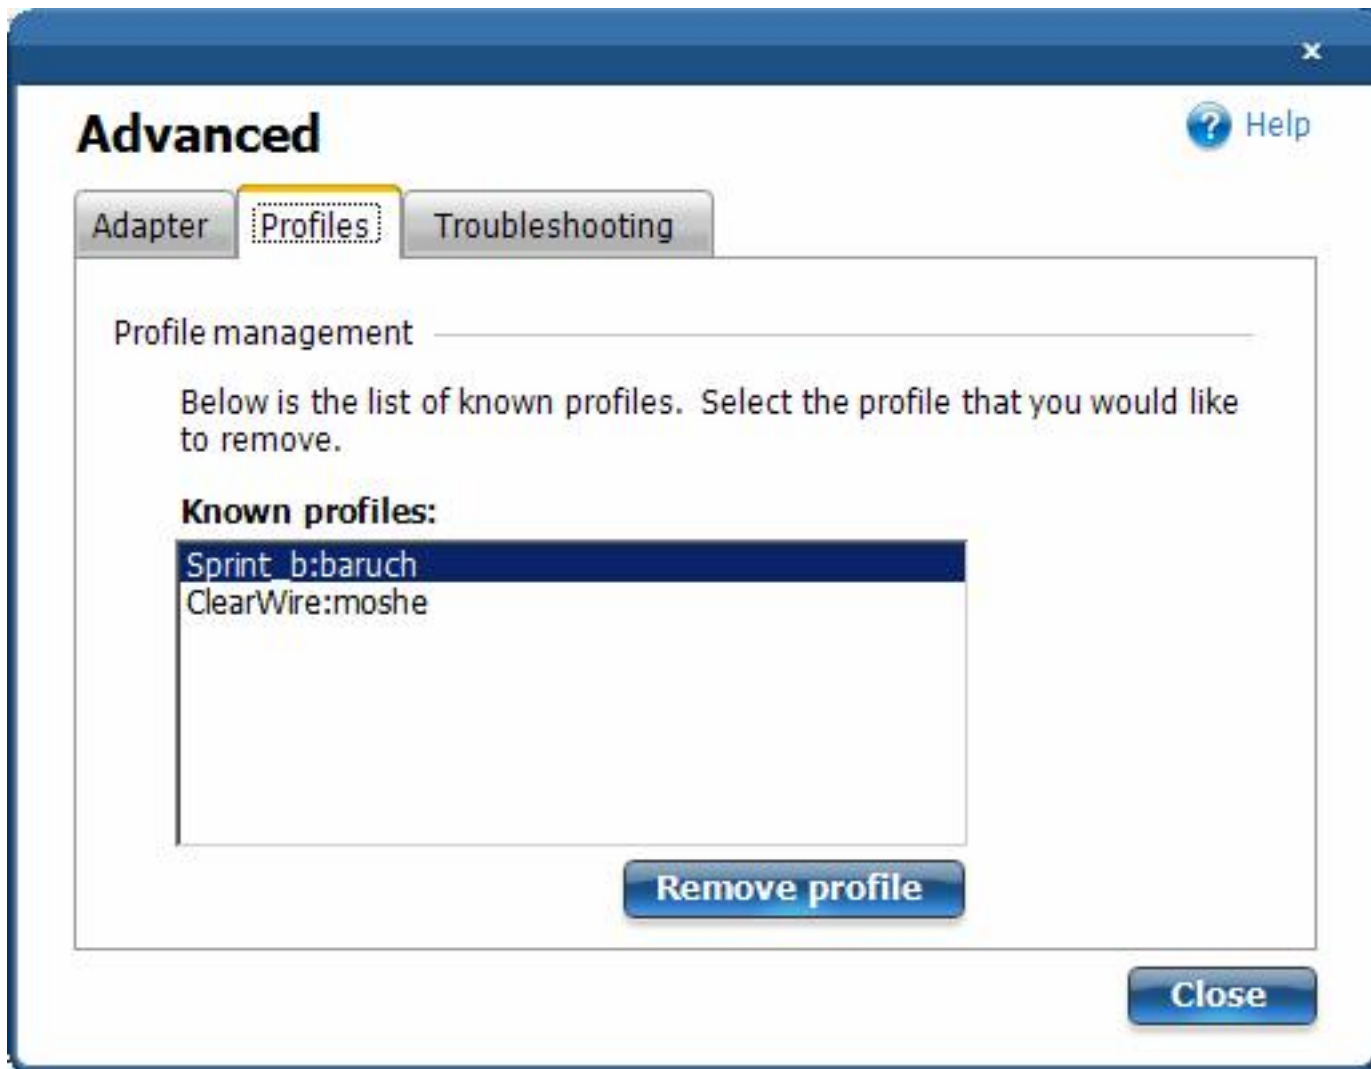 x
Advanced
? Help
Adapter Profiles Troubleshooting
Profile management
Below is the list of known profiles. Select the profile that you would like
to remove.
Known profiles:
Sprint_b:baruch
ClearWire:moshe
Remove profile
Close